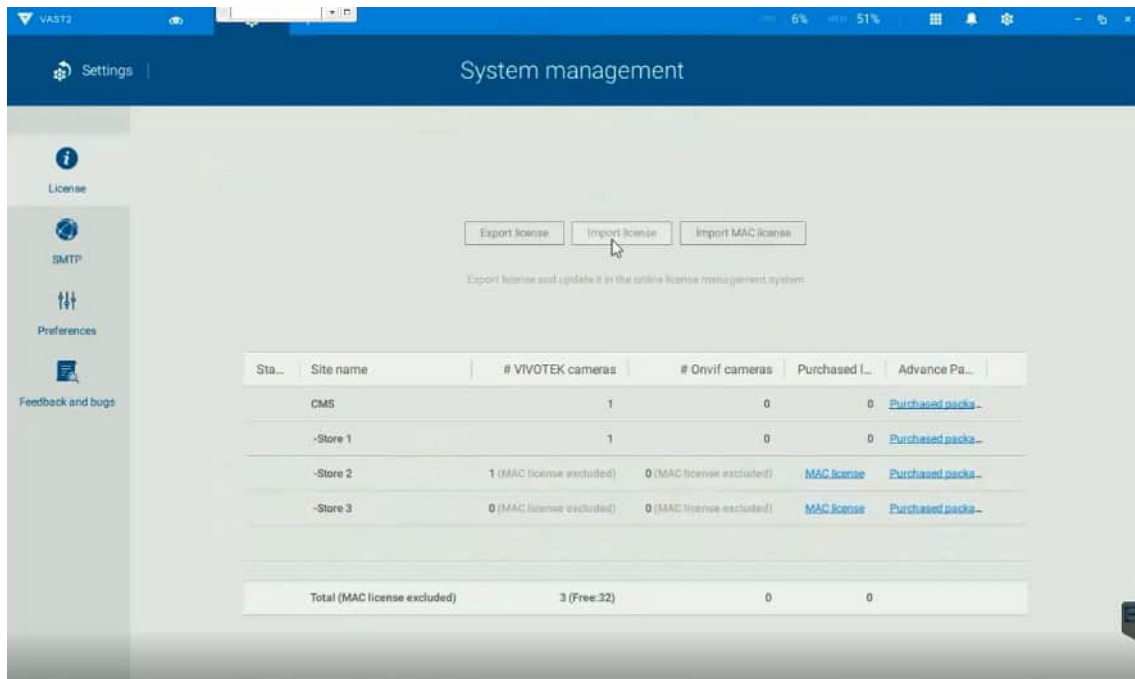 VAST2
6% 51%
Settings
System management
License
SMTP
Preferences
Feedback and bugs
Export license Import license Import MAC license
Export license and update it in the online license management system
Sta... Site name # VIVOTEK cameras # Onvif cameras Purchased l... Advance Pa...
CMS 1 0 0 Purchased packa...
-Store 1 1 0 0 Purchased packa...
-Store 2 1 (MAC license excluded) 0 (MAC license excluded) MAC license Purchased packa...
-Store 3 0 (MAC license excluded) 0 (MAC license excluded) MAC license Purchased packa...
Total (MAC license excluded) 3 (Free:32) 0 0